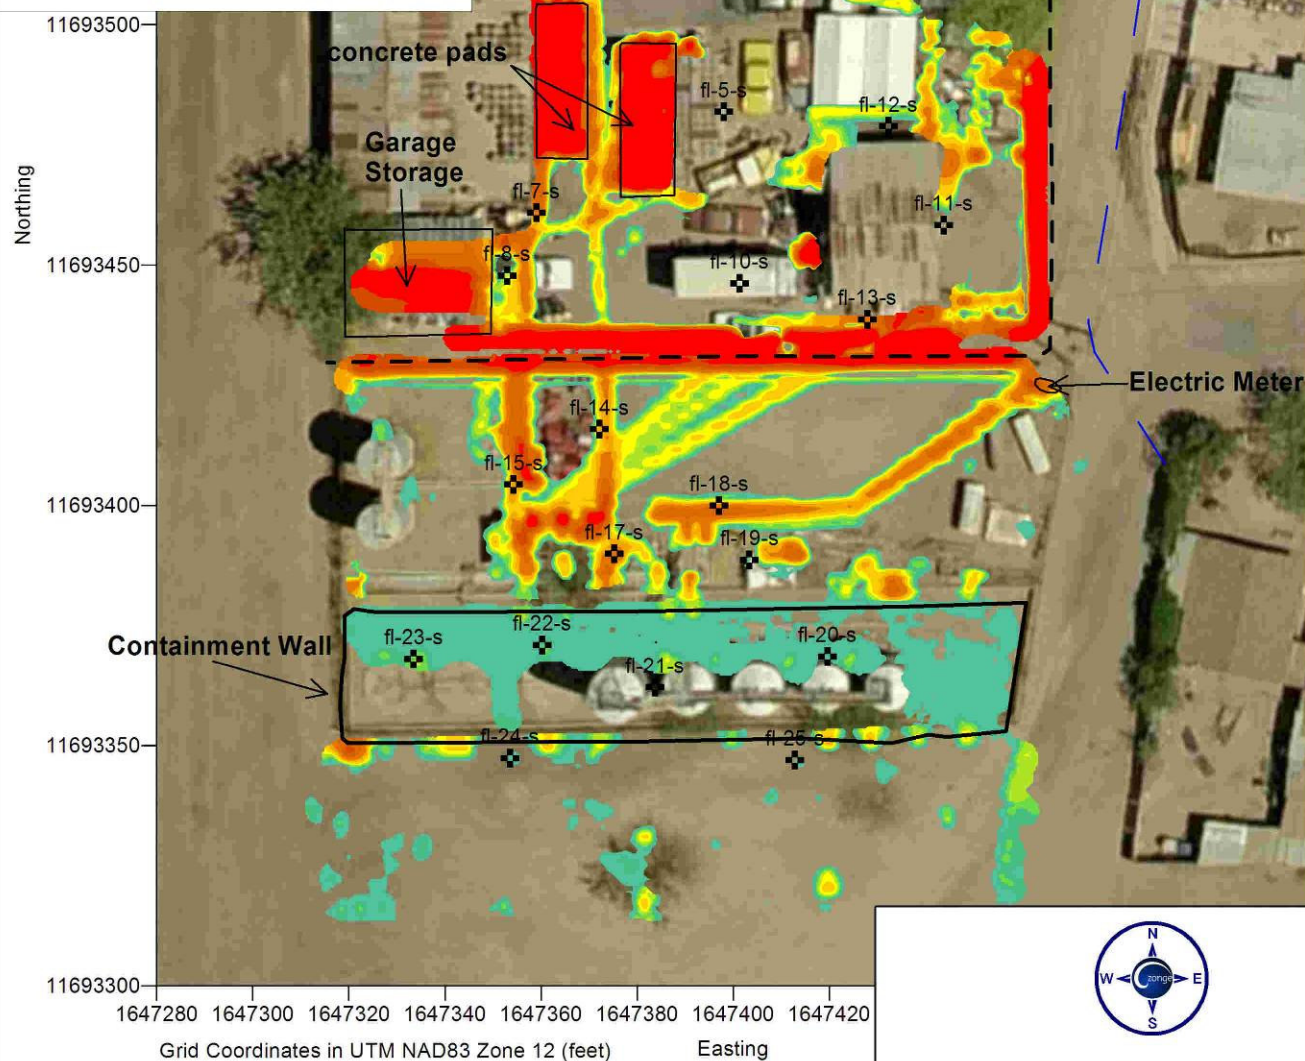 11693500
concrete pads
fl-5-s
fl-12-s
Garage
Storage
fl-7-s
fl-11-s
Northing
fl-8-s
fl-10-s
11693450
fl-13-s
Electric Meter
fl-14-s
fl-15-s
fl-18-s
11693400
fl-17-s
fl-19-s
Containment Wall
fl-23-s
fl-22-s
fl-20-s
fl-21-s
11693350
fl-24-s
fl-25-s
N
W
zonge
E
S
11693300
1647280 1647300 1647320 1647340 1647360 1647380 1647400 1647420
Grid Coordinates in UTM NAD83 Zone 12 (feet)
Easting